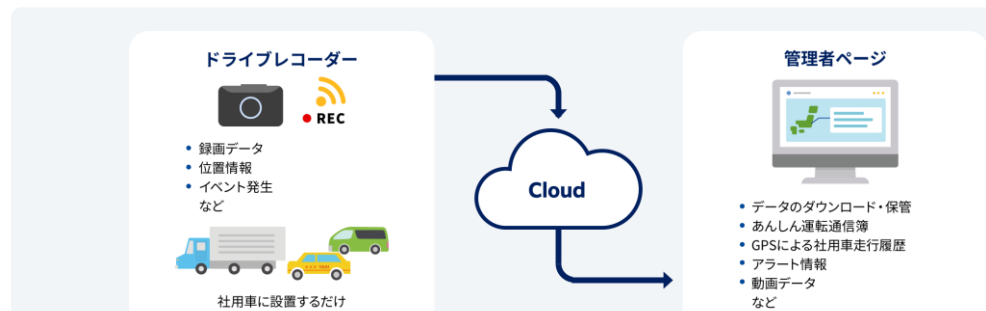 ドライブレコーダー
REC
• 録画データ
• 位置情報
• イベント発生
など
社用車に設置するだけ
Cloud
管理者ページ
• データのダウンロード・保管
• あんしん運転通信簿
• GPSによる社用車走行履歴
• アラート情報
• 動画データ
など